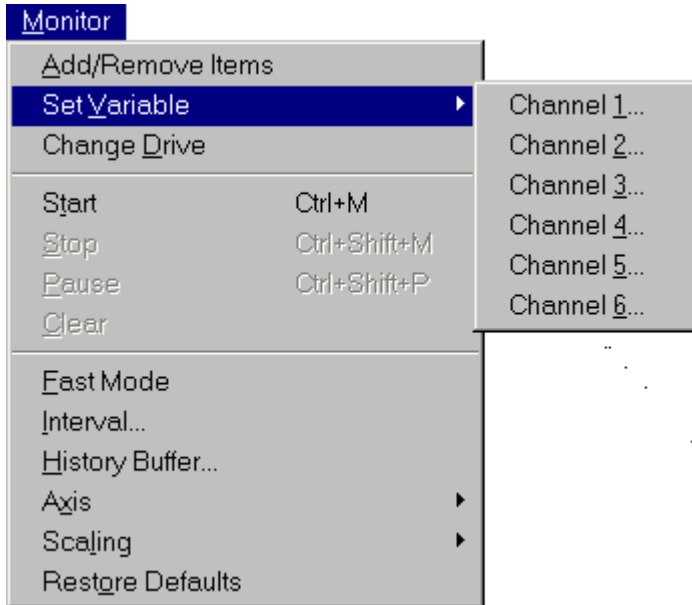 Monitor
Add/Remove Items
Set Variable
Change Drive
Start Ctrl+M
Stop Ctrl+Shift+M
Pause Ctrl+Shift+P
Clear
Fast Mode
Interval...
History Buffer...
Axis
Scaling
Restore Defaults
Channel 1...
Channel 2...
Channel 3...
Channel 4...
Channel 5...
Channel 6...